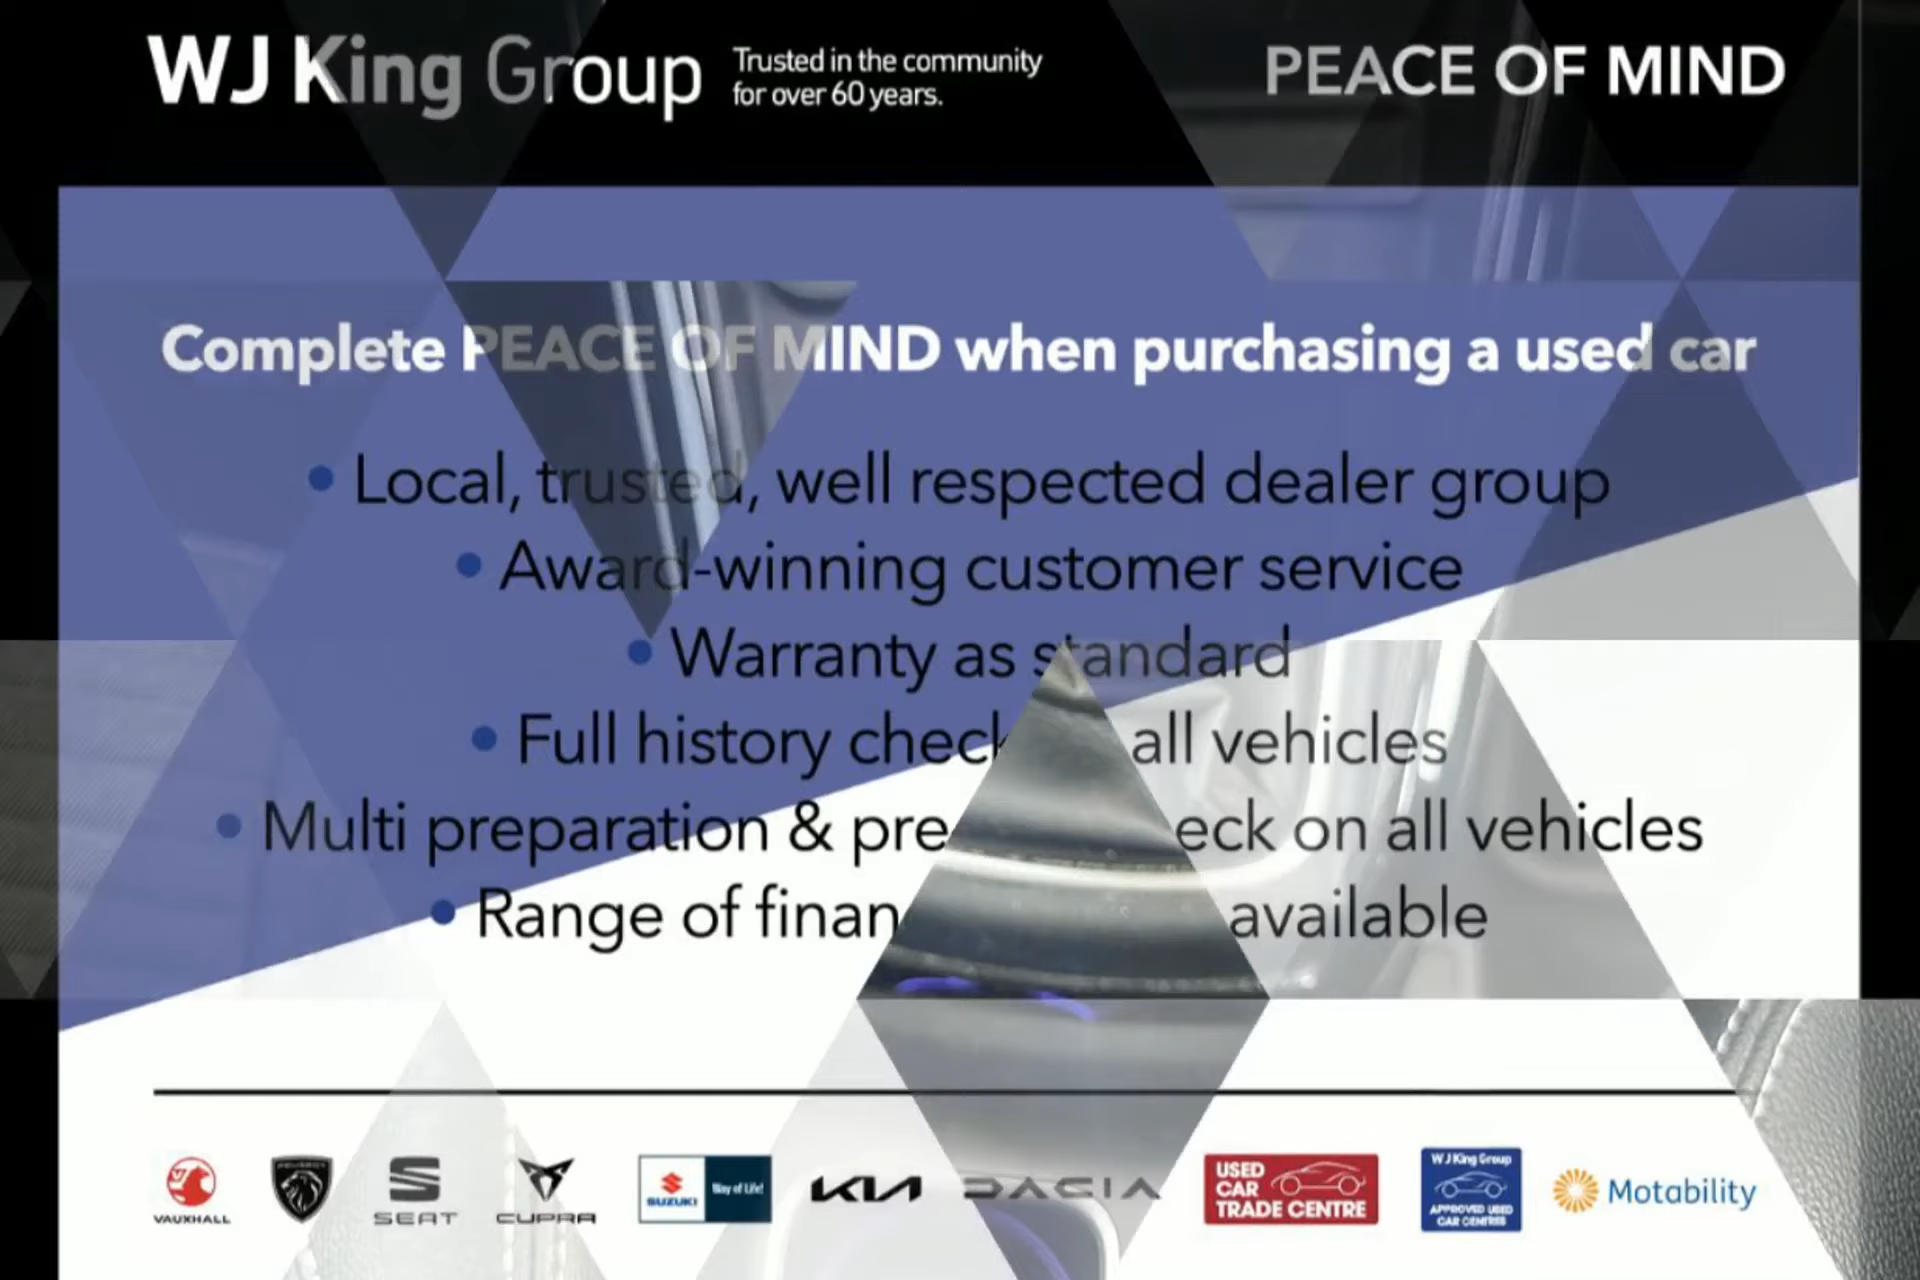 WJ King Group
Trusted in the community
for over 60 years.
PEACE OF MIND
Complete PEACE OF MIND when purchasing a used car
• Local, trusted, well respected dealer group
• Award-winning customer service
• Warranty as standard
• Full history check all vehicles
• Multi preparation & pre eck on all vehicles
• Range of finan available
VAUXHALL
PEUGEOT
SEAT
CUPRA
SUZUKI
Way of Life!
KIA
DACIA
USED
CAR
TRADE CENTRE
WJ King Group
APPROVED USED
CAR CENTRES
Motability